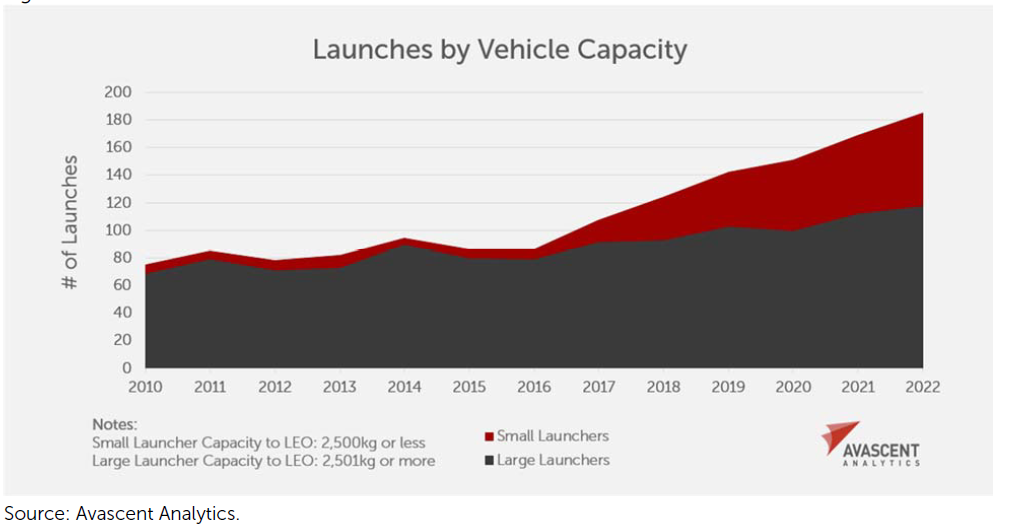 Launches by Vehicle Capacity
# of Launches
200
180
160
140
120
100
80
60
40
20
0
2010 2011 2012 2013 2014 2015 2016 2017 2018 2019 2020 2021 2022
Notes:
Small Launcher Capacity to LEO: 2,500kg or less
Large Launcher Capacity to LEO: 2,501kg or more
Small Launchers
Large Launchers
AVASCENT
ANALYTICS
Source: Avascent Analytics.